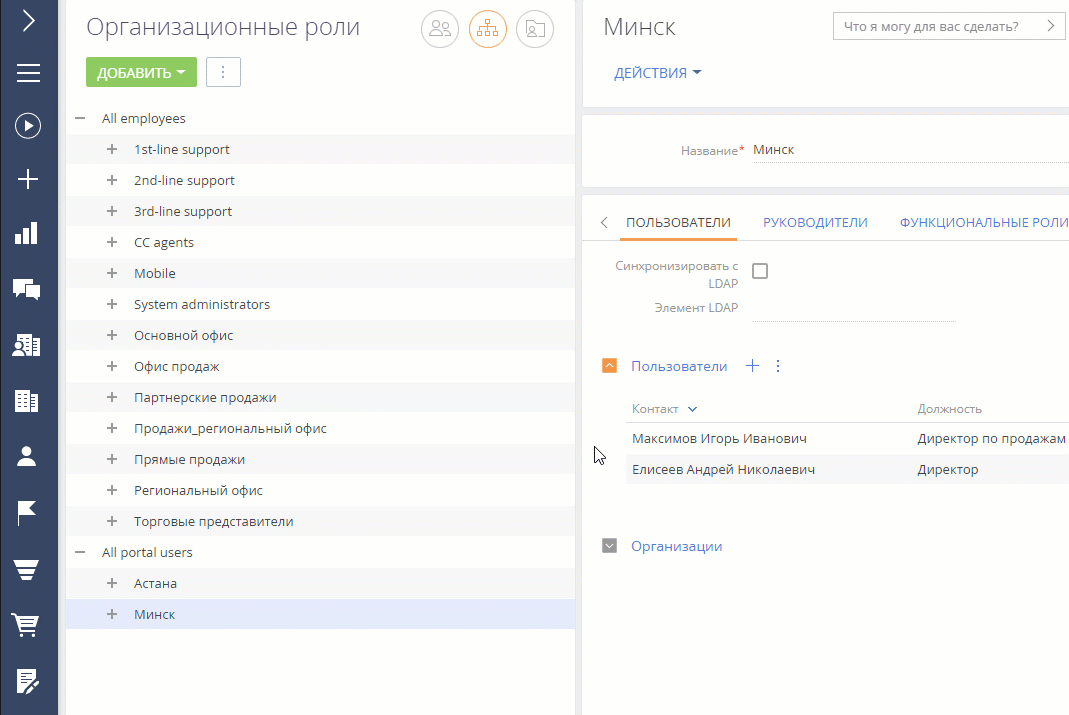 Организационные роли
ДОБАВИТЬ
All employees
1st-line support
2nd-line support
3rd-line support
CC agents
Mobile
System administrators
Основной офис
Офис продаж
Партнерские продажи
Продажи_региональный офис
Прямые продажи
Региональный офис
Торговые представители
All portal users
Астана
Минск
Минск
Что я могу для вас сделать?
ДЕЙСТВИЯ
Название* Минск
ПОЛЬЗОВАТЕЛИ РУКОВОДИТЕЛИ ФУНКЦИОНАЛЬНЫЕ РОЛИ
Синхронизировать с
LDAP
Элемент LDAP
Пользователи
Контакт Должность
Максимов Игорь Иванович Директор по продажам
Елисеев Андрей Николаевич Директор
Организации